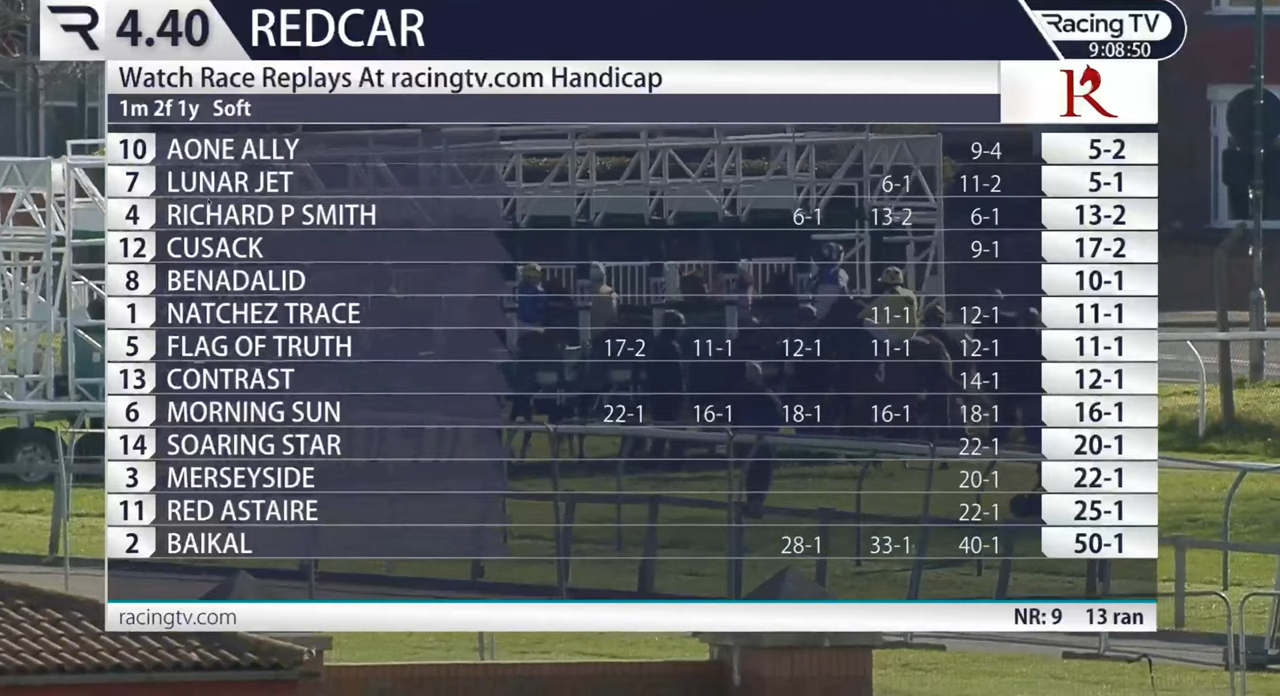 4.40 REDCAR
Racing TV
9:08:50
Watch Race Replays At racingtv.com Handicap
1m 2f 1y Soft
10 AONE ALLY 9-4 5-2
7 LUNAR JET 6-1 11-2 5-1
4 RICHARD P SMITH 6-1 13-2 6-1 13-2
12 CUSACK 9-1 17-2
8 BENADALID 10-1
1 NATCHEZ TRACE 11-1 12-1 11-1
5 FLAG OF TRUTH 17-2 11-1 12-1 11-1 12-1 11-1
13 CONTRAST 14-1 12-1
6 MORNING SUN 22-1 16-1 18-1 16-1 18-1 16-1
14 SOARING STAR 22-1 20-1
3 MERSEYSIDE 20-1 22-1
11 RED ASTAIRE 22-1 25-1
2 BAIKAL 28-1 33-1 40-1 50-1
racingtv.com NR: 9 13 ran